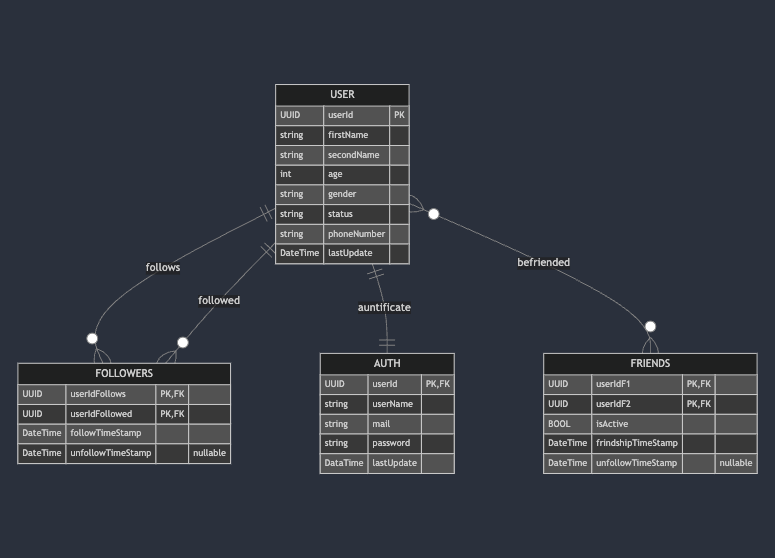 USER
UUID userId PK
string firstName
string secondName
int age
string gender
string status
string phoneNumber
DateTime lastUpdate
follows
followed
auntificate
befriended
FOLLOWERS
UUID userIdFollows PK,FK
UUID userIdFollowed PK,FK
DateTime followTimeStamp
DateTime unfollowTimeStamp nullable
AUTH
UUID userId PK,FK
string userName
string mail
string password
DataTime lastUpdate
FRIENDS
UUID userIdF1 PK,FK
UUID userIdF2 PK,FK
BOOL isActive
DateTime frindshipTimeStamp
DateTime unfollowTimeStamp nullable